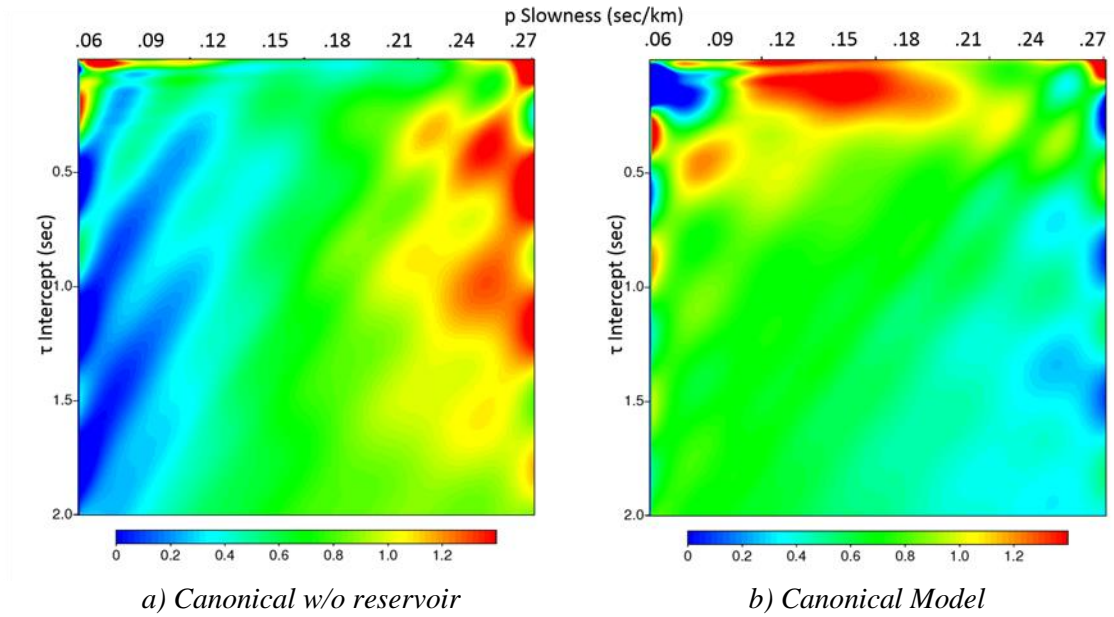 p Slowness (sec/km)
.06 .09 .12 .15 .18 .21 .24 .27 .06 .09 .12 .15 .21 .21 .24 .27
τ Intercept (sec)
0.5
1.0
1.5
2.0
τ Intercept (sec)
0.5
1.0
1.5
2.0
0 0.2 0.4 0.6 0.8 1.0 1.2
0 0.2 0.4 0.6 0.8 1.0 1.2
a) Canonical w/o reservoir
b) Canonical Model